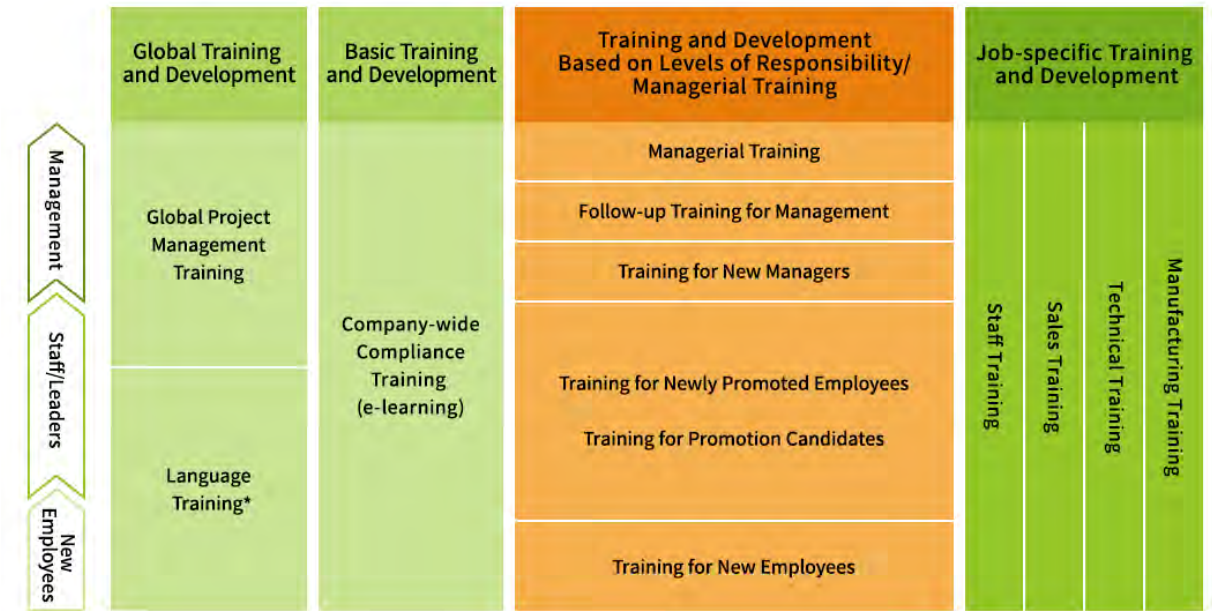 Global Training
and Development
Basic Training
and Development
Training and Development
Based on Levels of Responsibility/
Managerial Training
Job-specific Training
and Development
Management
Staff/Leaders
New
Employees
Global Project
Management
Training
Language
Training*
Company-wide
Compliance
Training
(e-learning)
Managerial Training
Follow-up Training for Management
Training for New Managers
Training for Newly Promoted Employees
Training for Promotion Candidates
Training for New Employees
Staff Training
Sales Training
Technical Training
Manufacturing Training